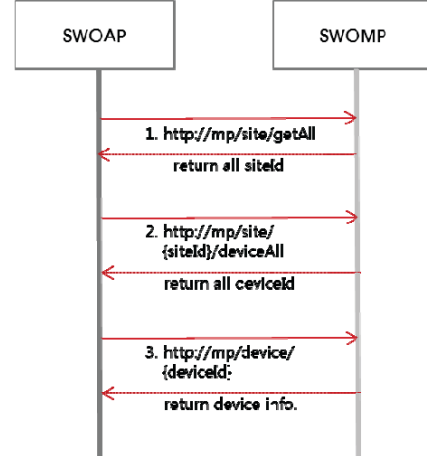 SWOAP
SWOMP
1. http://mp/site/getAll
return all siteId
2. http://mp/site/
{siteId}/deviceAll
return all ceviceId
3. http://mp/device/
{deviceId}
return device info.